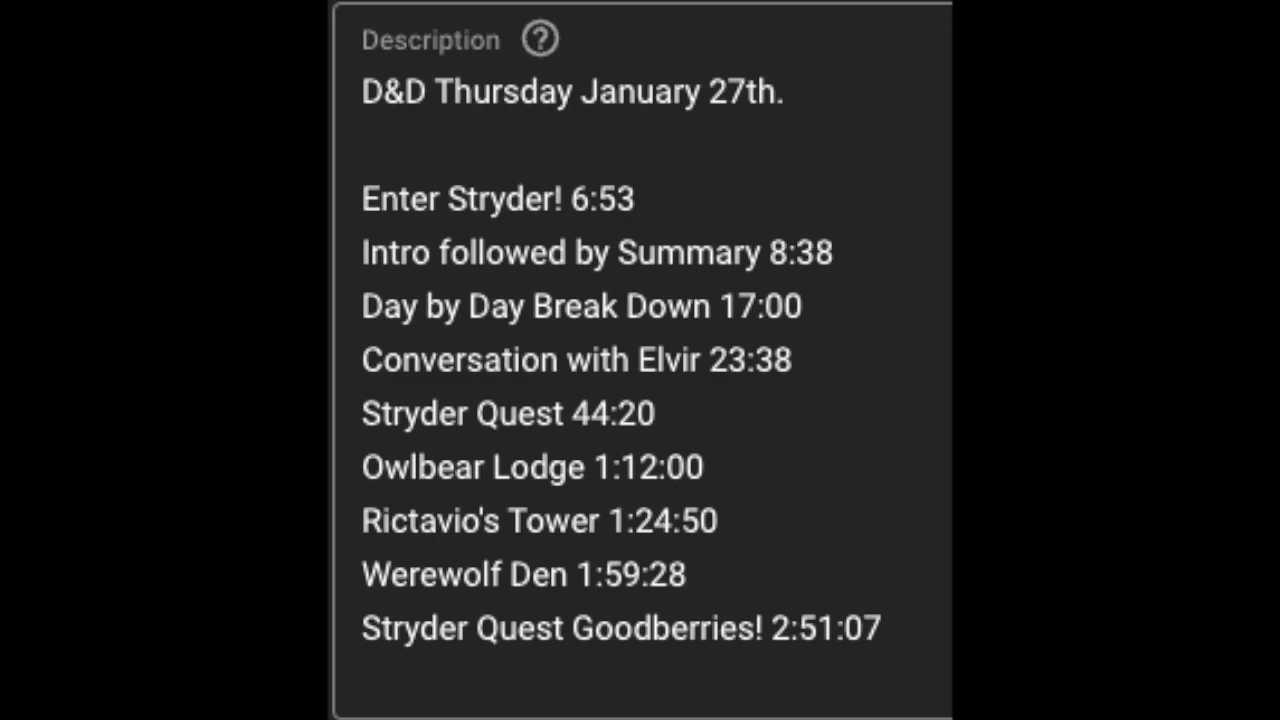 Description
D&D Thursday January 27th.
Enter Stryder! 6:53
Intro followed by Summary 8:38
Day by Day Break Down 17:00
Conversation with Elvir 23:38
Stryder Quest 44:20
Owlbear Lodge 1:12:00
Rictavio's Tower 1:24:50
Werewolf Den 1:59:28
Stryder Quest Goodberries! 2:51:07